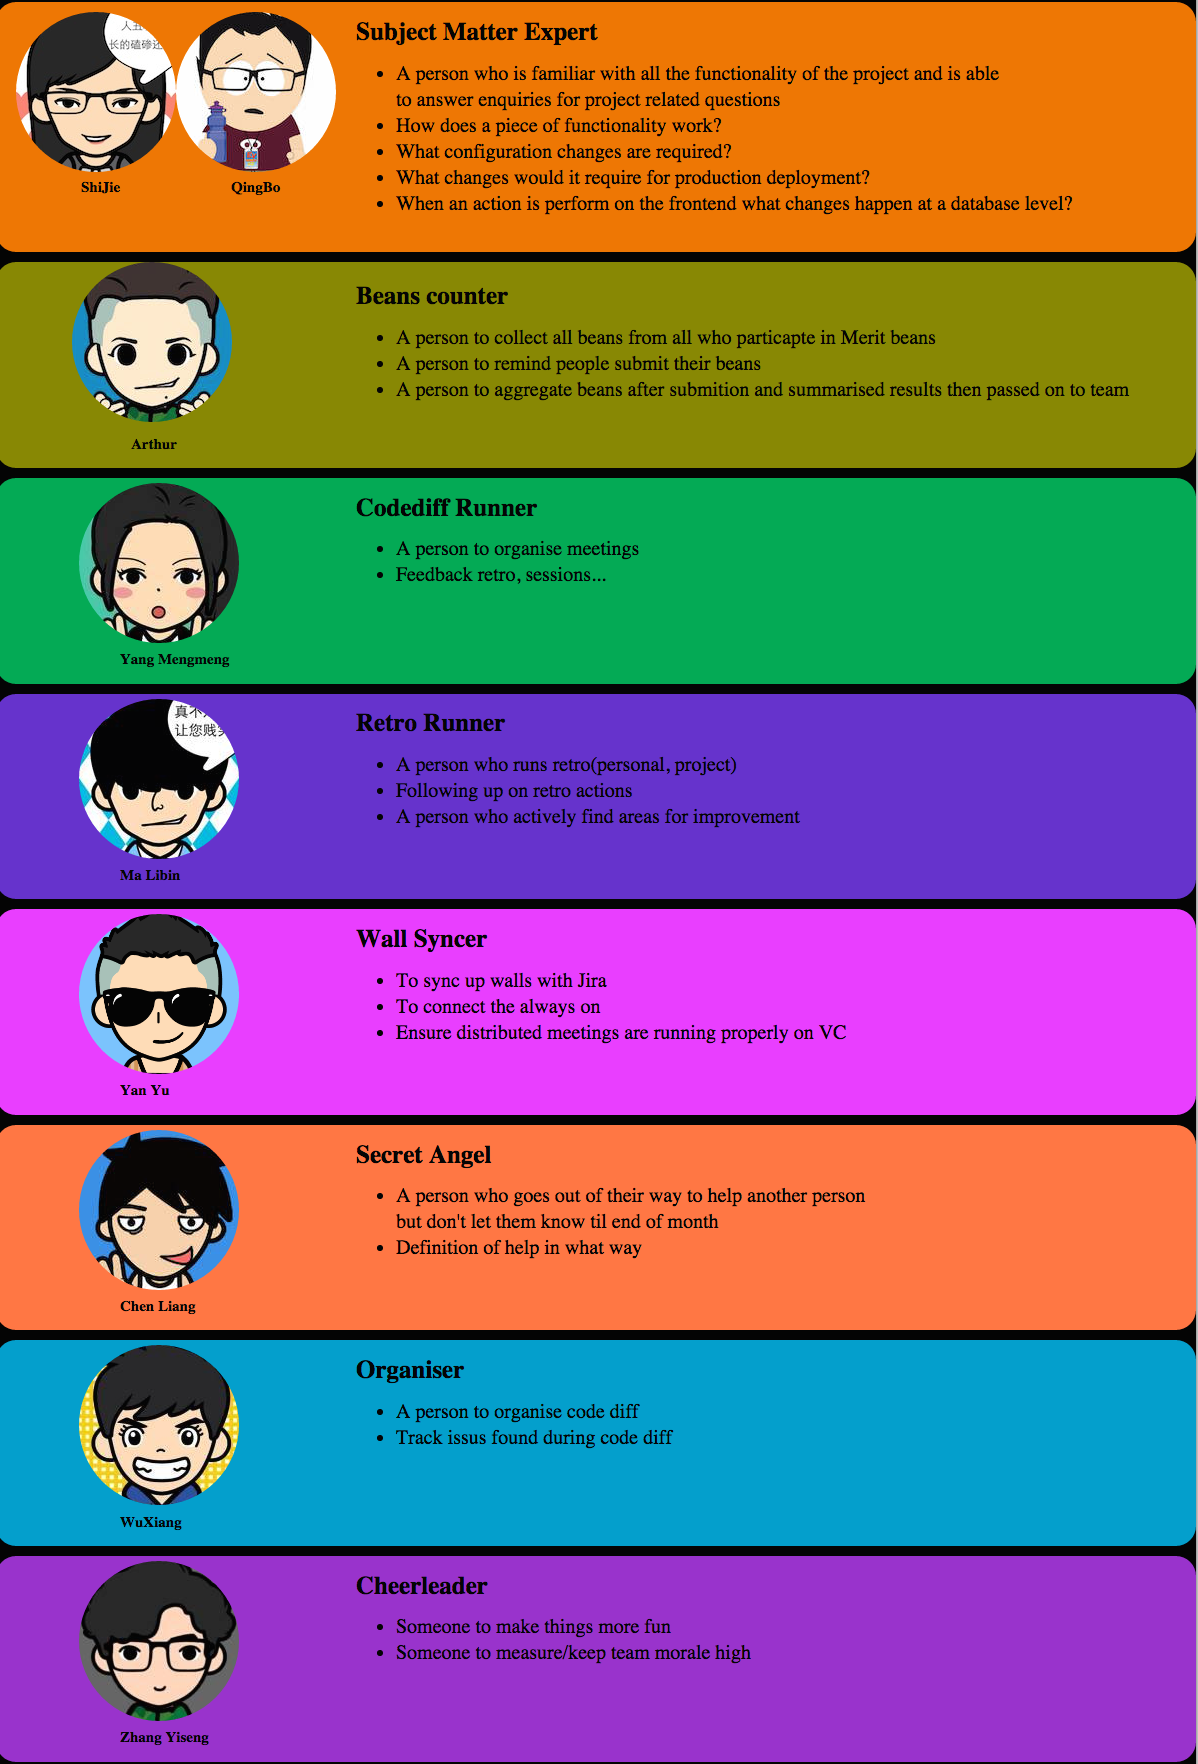 人丑
长的磕碜还
ShiJie
QingBo
Subject Matter Expert
A person who is familiar with all the functionality of the project and is able
to answer enquiries for project related questions
How does a piece of functionality work?
What configuration changes are required?
What changes would it require for production deployment?
When an action is perform on the frontend what changes happen at a database level?
Arthur
Beans counter
A person to collect all beans from all who particapte in Merit beans
A person to remind people submit their beans
A person to aggregate beans after submition and summarised results then passed on to team
Yang Mengmeng
Codediff Runner
A person to organise meetings
Feedback retro, sessions...
真不
让您贱
Ma Libin
Retro Runner
A person who runs retro(personal, project)
Following up on retro actions
A person who actively find areas for improvement
Yan Yu
Wall Syncer
To sync up walls with Jira
To connect the always on
Ensure distributed meetings are running properly on VC
Chen Liang
Secret Angel
A person who goes out of their way to help another person
but don't let them know til end of month
Definition of help in what way
WuXiang
Organiser
A person to organise code diff
Track issus found during code diff
Zhang Yiseng
Cheerleader
Someone to make things more fun
Someone to measure/keep team morale high